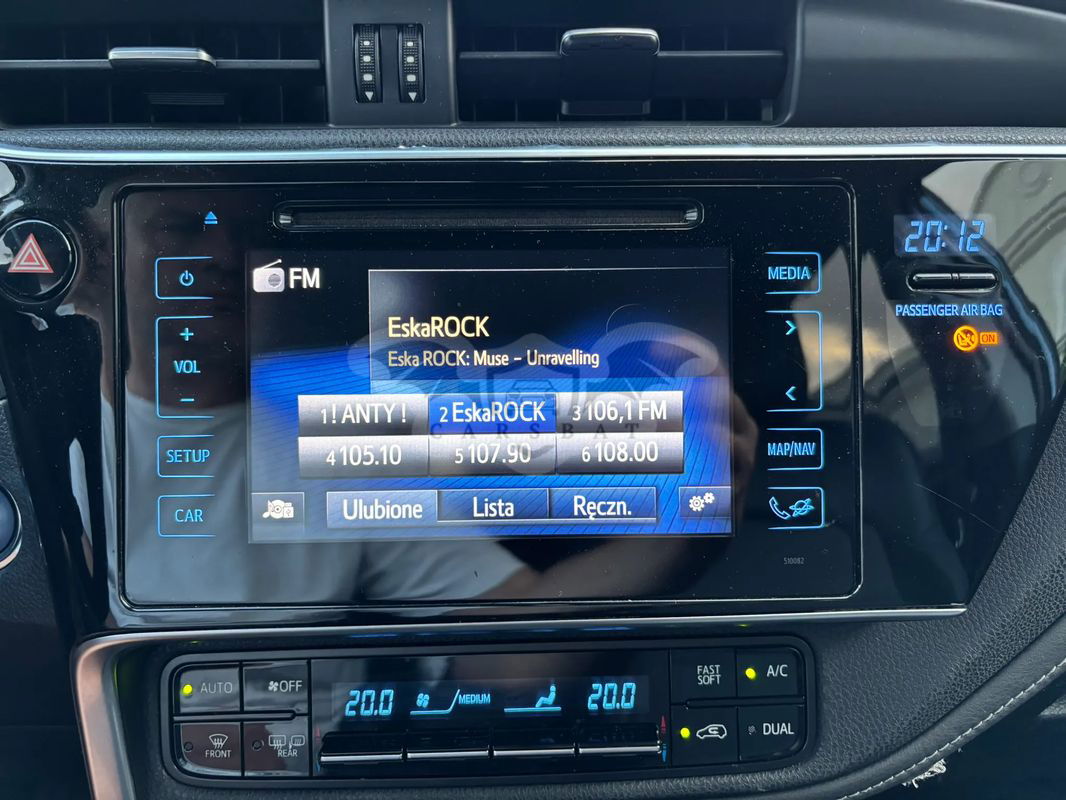 20:12
FM
MEDIA
PASSENGER AIR BAG
ON
EskaROCK
Eska ROCK: Muse – Unravelling
+
VOL
−
1 ! ANTY !
2 EskaROCK
3 106,1 FM
CARSBAT
SETUP
MAP/NAV
4 105.10
5 107.90
6 108.00
CAR
Ulubione
Lista
Ręczn.
510082
AUTO
OFF
20.0
MEDIUM
20.0
FAST
SOFT
A/C
FRONT
REAR
DUAL